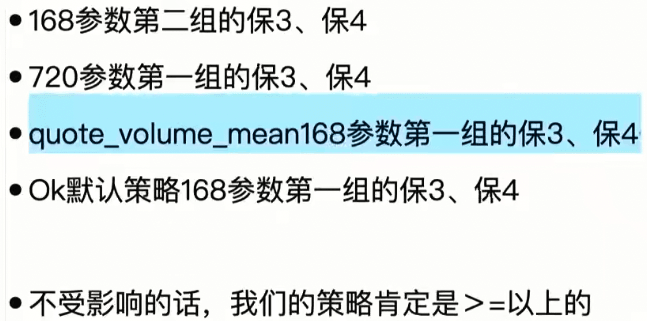 •168参数第二组的保3、保4
•720参数第一组的保3、保4
•quote_volume_mean168参数第一组的保3、保4
•Ok默认策略168参数第一组的保3、保4
•不受影响的话，我们的策略肯定是＞=以上的